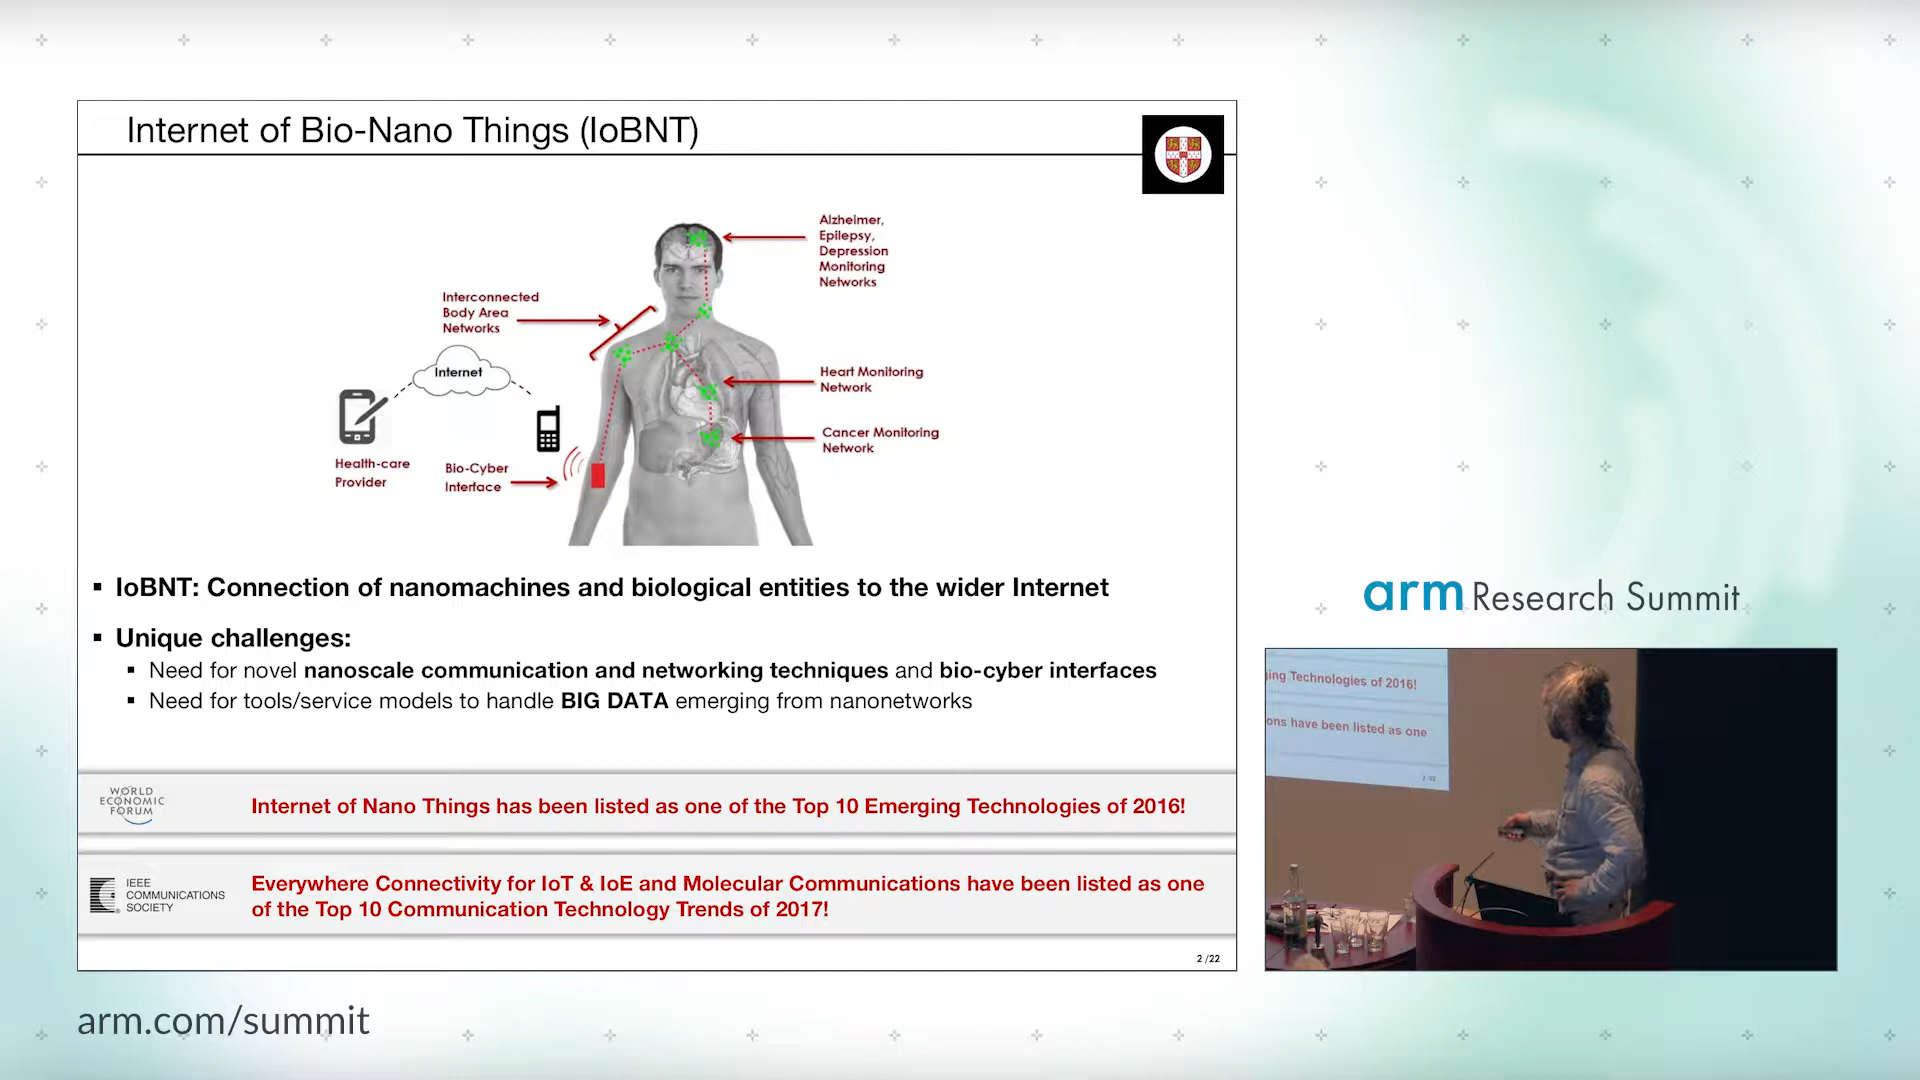 Internet of Bio-Nano Things (IoBNT)
Alzheimer,
Epilepsy,
Depression
Monitoring
Networks
Interconnected
Body Area
Networks
Internet
Heart Monitoring
Network
Cancer Monitoring
Network
Health-care
Provider
Bio-Cyber
Interface
▪ IoBNT: Connection of nanomachines and biological entities to the wider Internet
▪ Unique challenges:
▪ Need for novel nanoscale communication and networking techniques and bio-cyber interfaces
▪ Need for tools/service models to handle BIG DATA emerging from nanonetworks
WORLD
ECONOMIC
FORUM
Internet of Nano Things has been listed as one of the Top 10 Emerging Technologies of 2016!
IEEE
COMMUNICATIONS
SOCIETY
Everywhere Connectivity for IoT & IoE and Molecular Communications have been listed as one
of the Top 10 Communication Technology Trends of 2017!
2 /22
arm Research Summit
ging Technologies of 2016!
ons have been listed as one
arm.com/summit